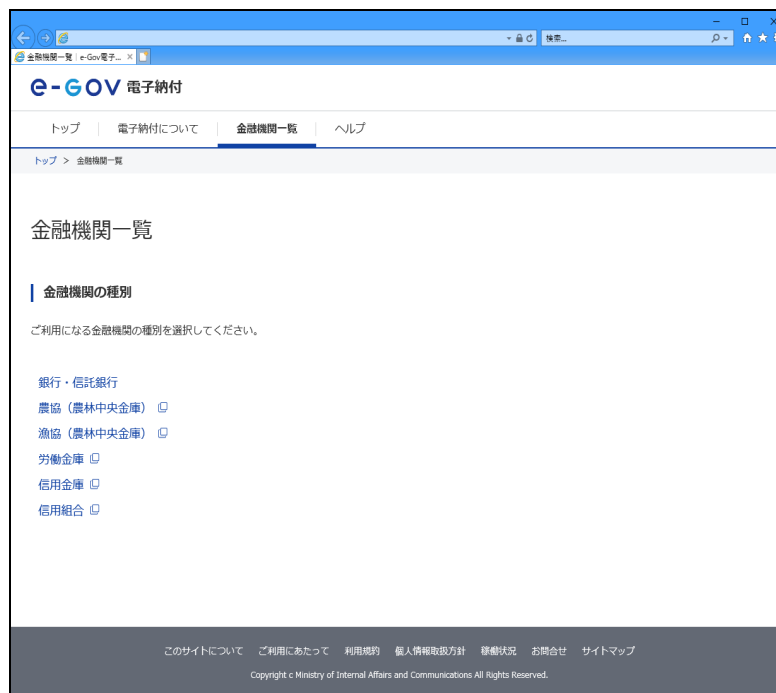 検索...
金融機関一覧 | e-Gov電子...
e-GOV 電子納付
トップ 電子納付について 金融機関一覧 ヘルプ
トップ > 金融機関一覧
金融機関一覧
金融機関の種別
ご利用になる金融機関の種別を選択してください。
銀行・信託銀行
農協（農林中央金庫）
漁協（農林中央金庫）
労働金庫
信用金庫
信用組合
このサイトについて ご利用にあたって 利用規約 個人情報取扱方針 稼働状況 お問合せ サイトマップ
Copyright c Ministry of Internal Affairs and Communications All Rights Reserved.